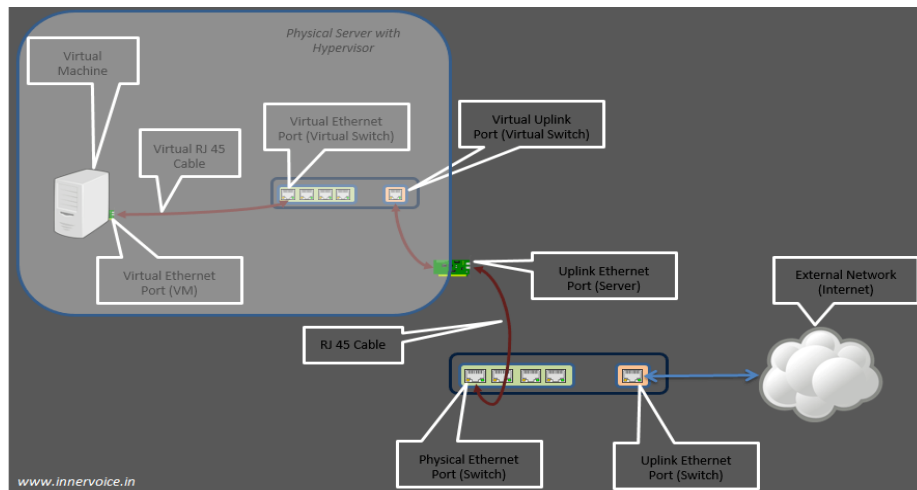 Physical Server with
Hypervisor
Virtual
Machine
Virtual Ethernet
Port (Virtual Switch)
Virtual Uplink
Port (Virtual Switch)
Virtual RJ 45
Cable
Virtual Ethernet
Port (VM)
Uplink Ethernet
Port (Server)
External Network
(Internet)
RJ 45 Cable
Physical Ethernet
Port (Switch)
Uplink Ethernet
Port (Switch)
www.innervoice.in